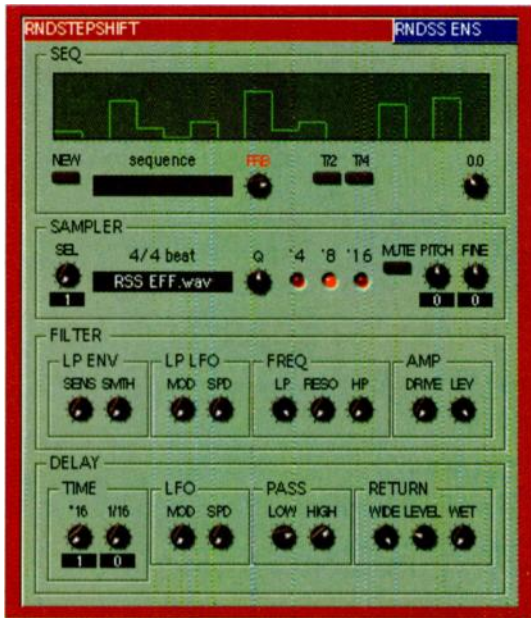 RNDSTEPSHIFT RNDSS ENS
SEQ
NEW sequence PRB T/2 T/4 0.0
SAMPLER
SEL 4/4 beat Q *4 *8 *16 MUTE PITCH FINE
1 RSS EFF.wav 0 0
FILTER
LP ENV LP LFO FREQ AMP
SENS SMTH MOD SPD LP RESO HP DRIVE LEV
DELAY
TIME LFO PASS RETURN
*16 1/16 MOD SPD LOW HIGH WIDE LEVEL WET
1 0